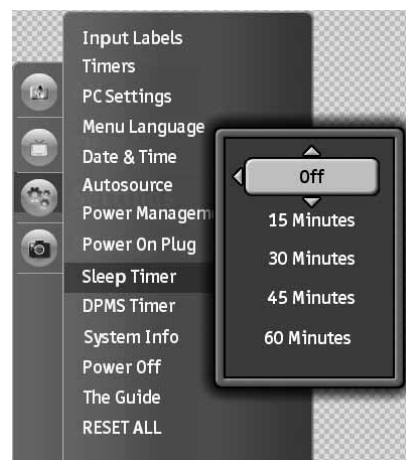 Input Labels
Timers
PC Settings
Menu Language
Date & Time
Autosource
Power Managem
Power On Plug
Sleep Timer
DPMS Timer
System Info
Power Off
The Guide
RESET ALL
Off
15 Minutes
30 Minutes
45 Minutes
60 Minutes